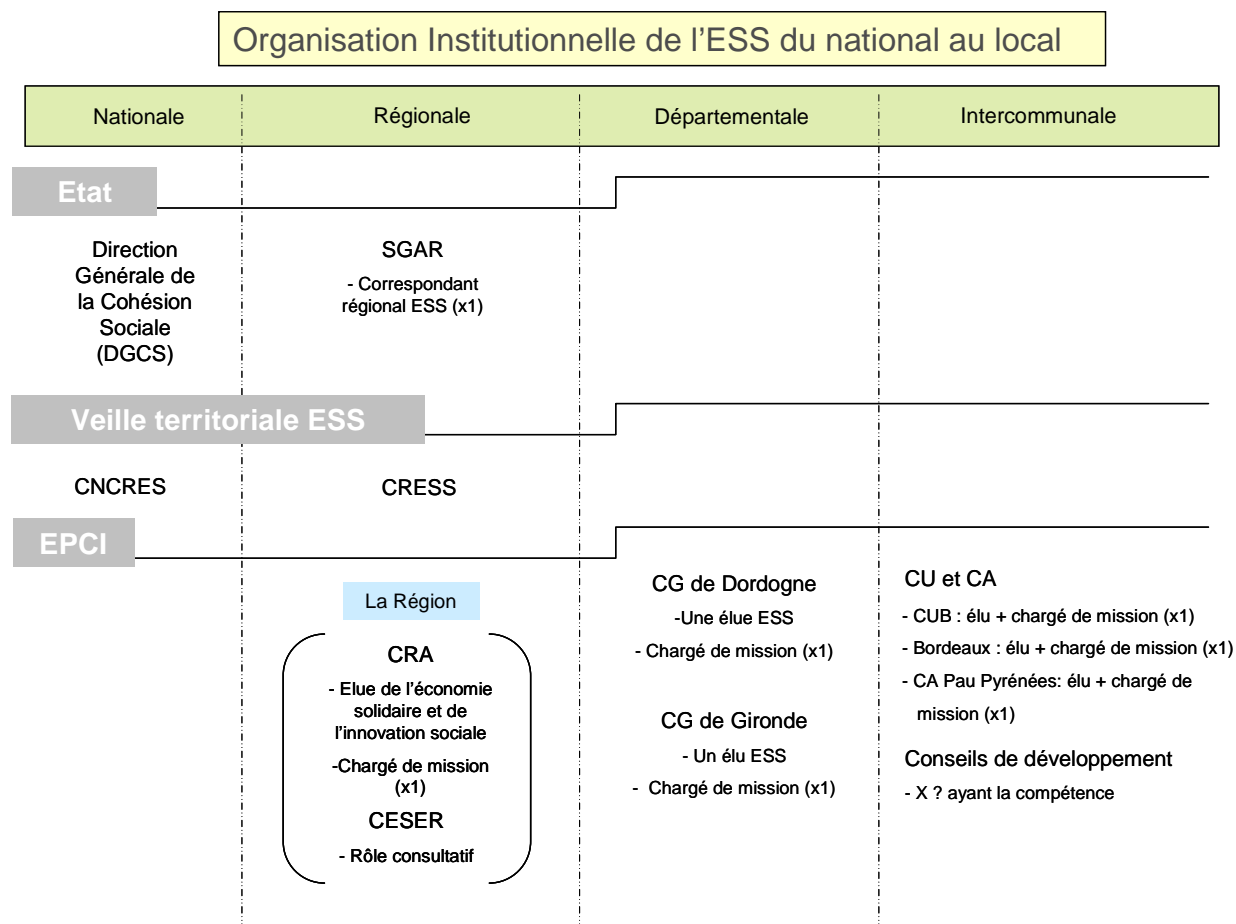 Organisation Institutionnelle de l'ESS du national au local
Nationale
Régionale
Départementale
Intercommunale
Etat
Direction
Générale de
la Cohésion
Sociale
(DGCS)
SGAR
- Correspondant
régional ESS (x1)
Veille territoriale ESS
CNCRES
CRESS
EPCI
La Région
CRA
- Elue de l'économie
solidaire et de
l'innovation sociale
-Chargé de mission
(x1)
CESER
- Rôle consultatif
CG de Dordogne
-Une élue ESS
- Chargé de mission (x1)
CG de Gironde
- Un élu ESS
- Chargé de mission (x1)
CU et CA
- CUB : élu + chargé de mission (x1)
- Bordeaux : élu + chargé de mission (x1)
- CA Pau Pyrénées: élu + chargé de
mission (x1)
Conseils de développement
- X ? ayant la compétence